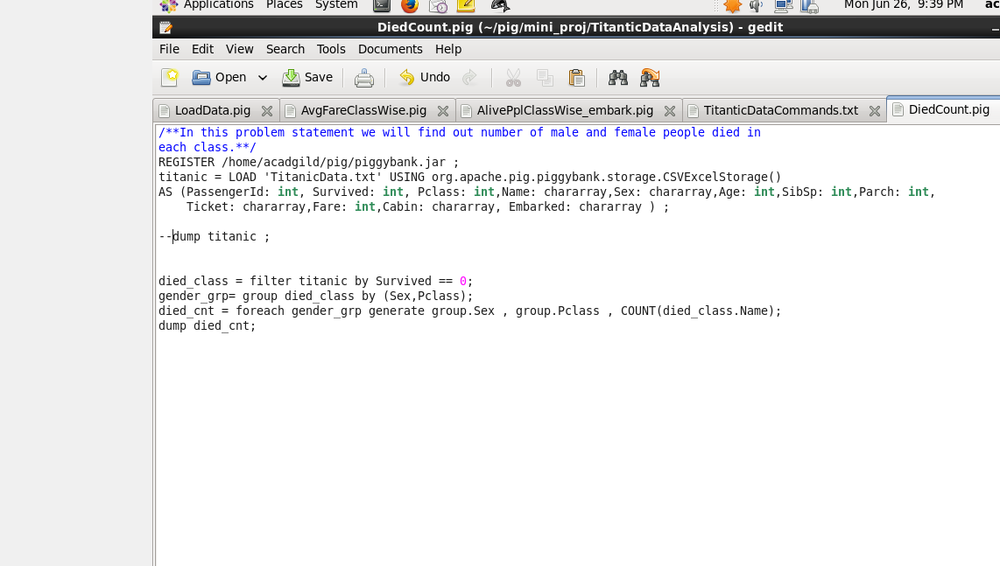 Applications Places System Mon Jun 26, 9:39 PM ac
DiedCount.pig (~/pig/mini_proj/TitanticDataAnalysis) - gedit
File Edit View Search Tools Documents Help
Open Save Undo
LoadData.pig AvgFareClassWise.pig AlivePplClassWise_embark.pig TitanticDataCommands.txt DiedCount.pig
/**In this problem statement we will find out number of male and female people died in
each class.**/
REGISTER /home/acadgild/pig/piggybank.jar ;
titanic = LOAD 'TitanicData.txt' USING org.apache.pig.piggybank.storage.CSVExcelStorage()
AS (PassengerId: int, Survived: int, Pclass: int,Name: chararray,Sex: chararray,Age: int,SibSp: int,Parch: int,
Ticket: chararray,Fare: int,Cabin: chararray, Embarked: chararray ) ;
--dump titanic ;
died_class = filter titanic by Survived == 0;
gender_grp= group died_class by (Sex,Pclass);
died_cnt = foreach gender_grp generate group.Sex , group.Pclass , COUNT(died_class.Name);
dump died_cnt;